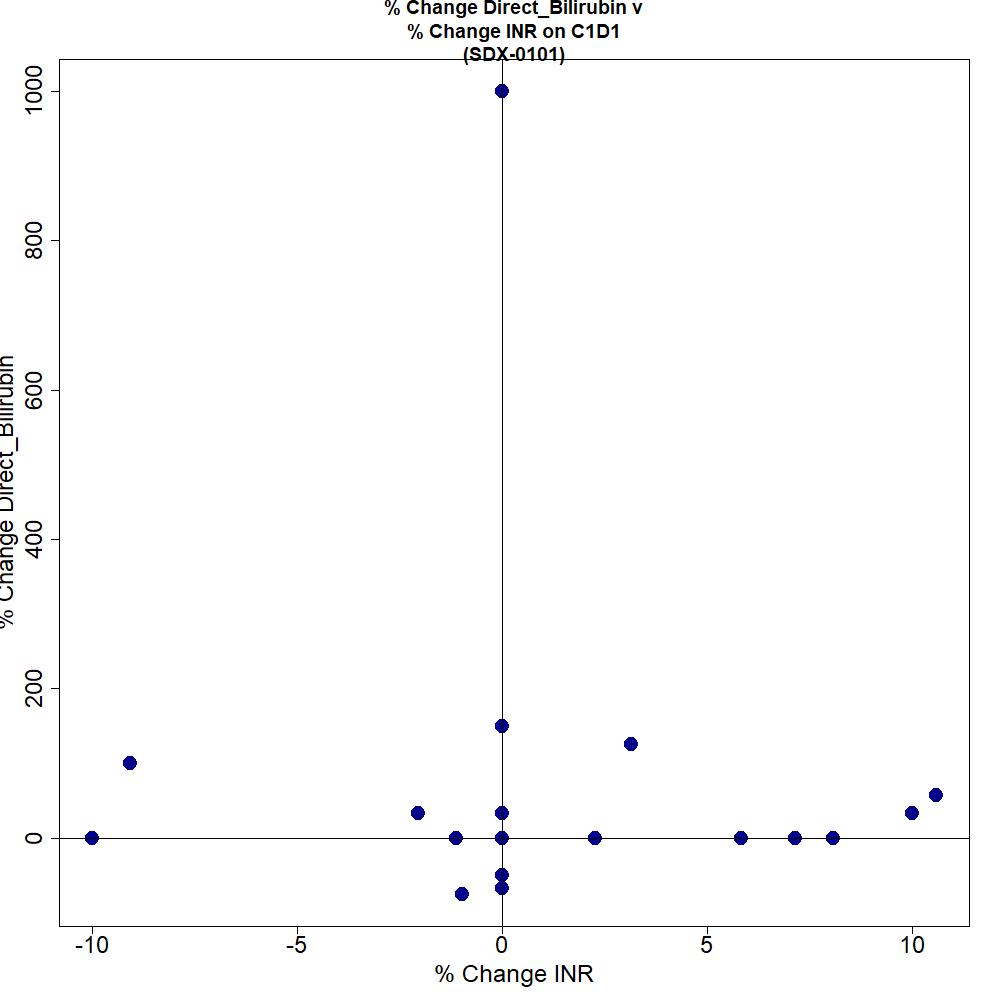 % Change Direct_Bilirubin v
% Change INR on C1D1
(SDX-0101)
1000
800
600
400
200
0
% Change Direct_Bilirubin
-10 -5 0 5 10
% Change INR